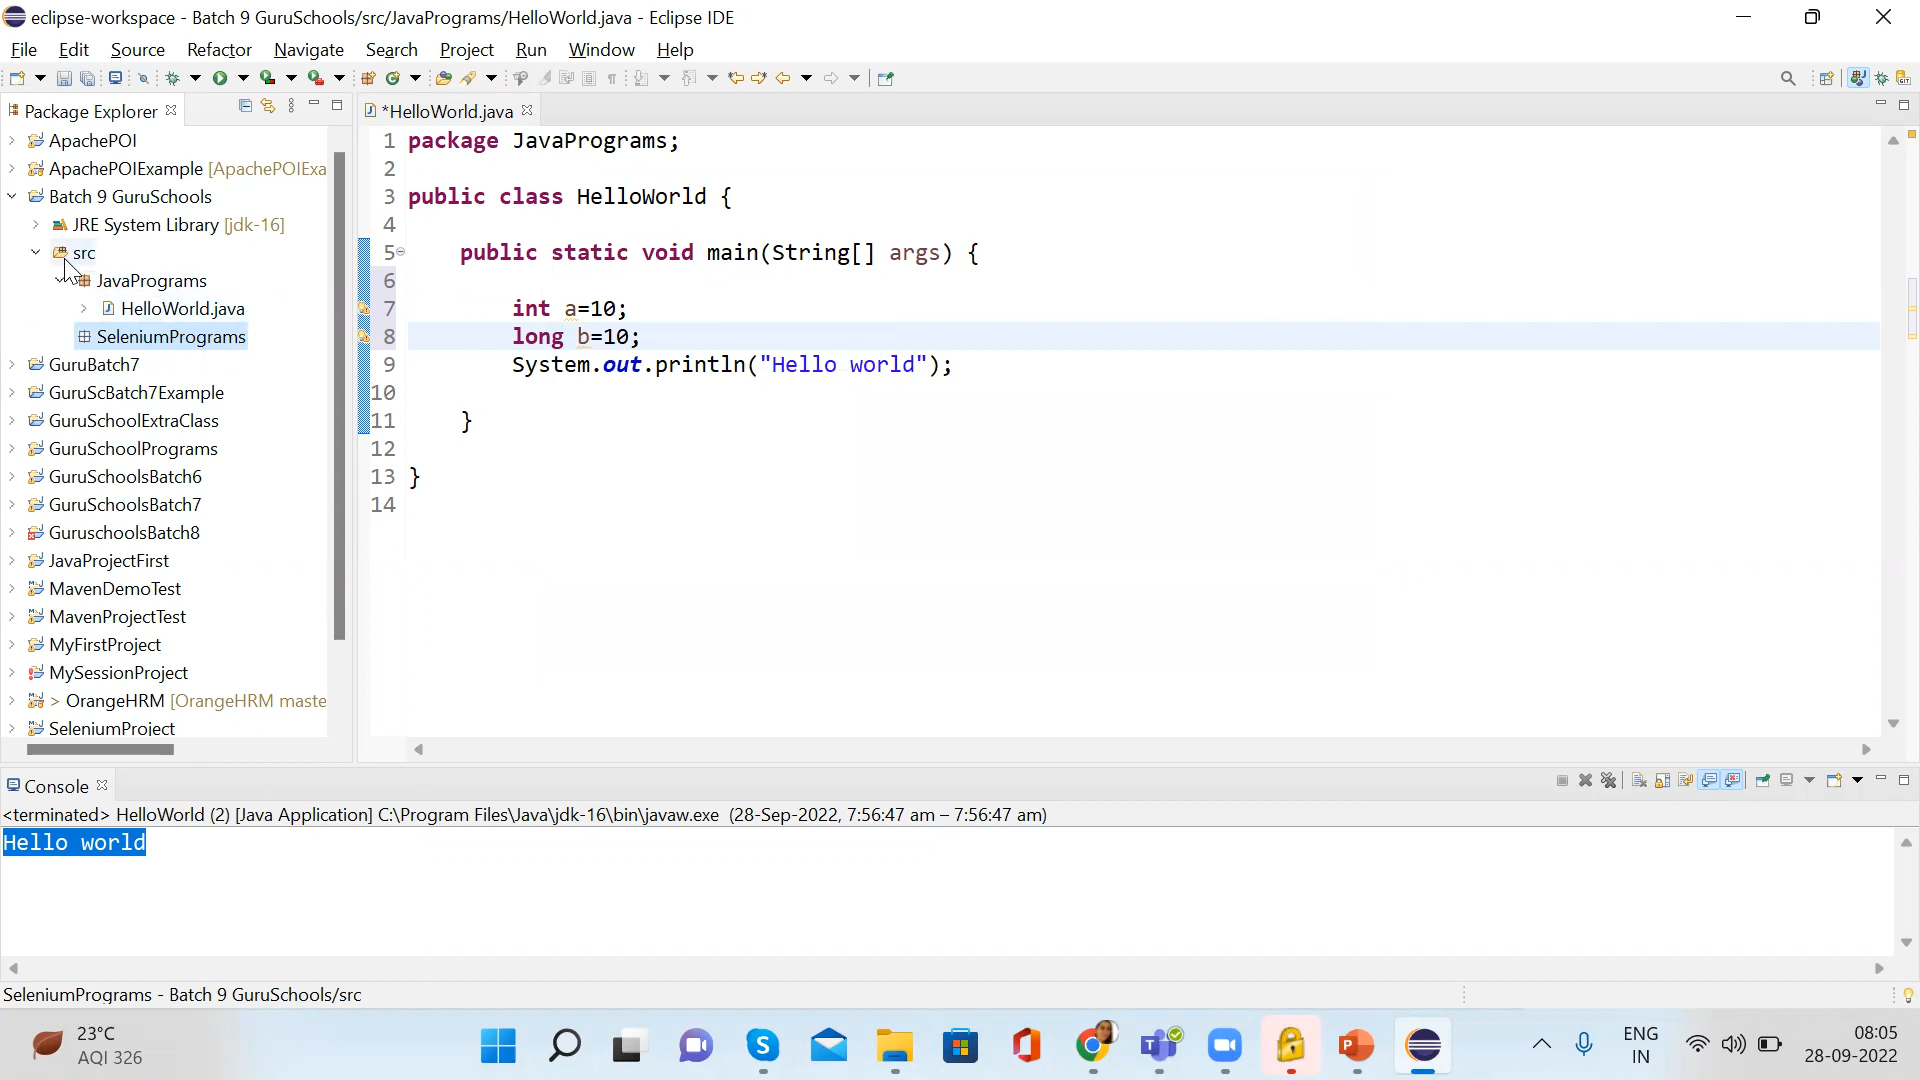 eclipse-workspace - Batch 9 GuruSchools/src/JavaPrograms/HelloWorld.java - Eclipse IDE
File Edit Source Refactor Navigate Search Project Run Window Help
Package Explorer
*HelloWorld.java
ApachePOI
ApachePOIExample [ApachePOIExa
Batch 9 GuruSchools
JRE System Library [jdk-16]
src
JavaPrograms
HelloWorld.java
SeleniumPrograms
GuruBatch7
GuruScBatch7Example
GuruSchoolExtraClass
GuruSchoolPrograms
GuruSchoolsBatch6
GuruSchoolsBatch7
GuruschoolsBatch8
JavaProjectFirst
MavenDemoTest
MavenProjectTest
MyFirstProject
MySessionProject
> OrangeHRM [OrangeHRM maste
SeleniumProject
1 package JavaPrograms;
2
3 public class HelloWorld {
4
5 public static void main(String[] args) {
6
7 int a=10;
8 long b=10;
9 System.out.println("Hello world");
10
11 }
12
13 }
14
Console
<terminated> HelloWorld (2) [Java Application] C:\Program Files\Java\jdk-16\bin\javaw.exe (28-Sep-2022, 7:56:47 am – 7:56:47 am)
Hello world
SeleniumPrograms - Batch 9 GuruSchools/src
23°C
AQI 326
ENG
IN
08:05
28-09-2022